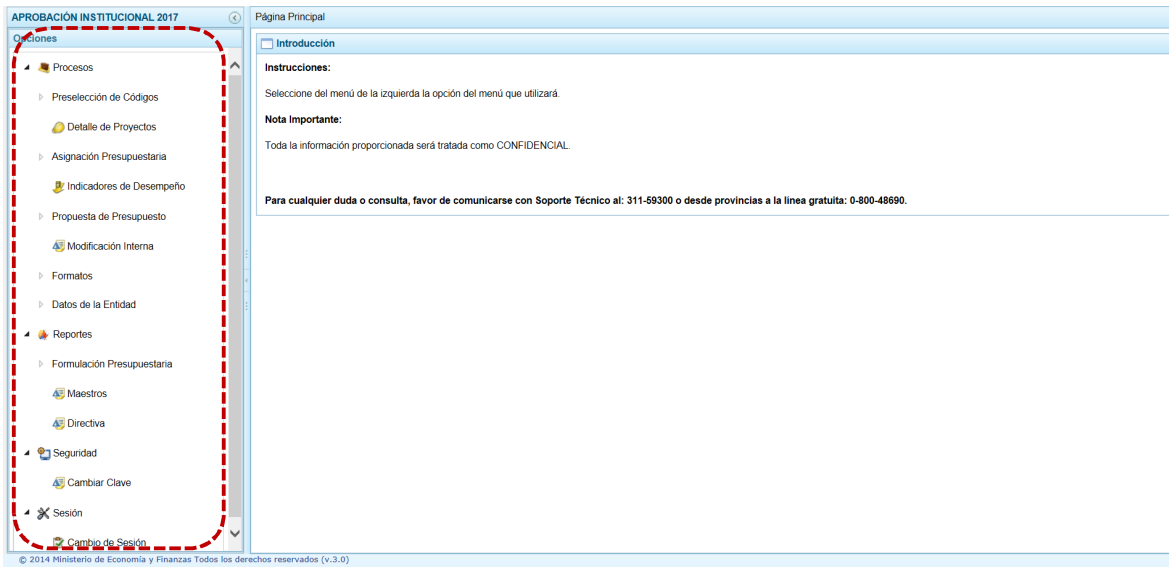 APROBACIÓN INSTITUCIONAL 2017
Opciones
Procesos
Preselección de Códigos
Detalle de Proyectos
Asignación Presupuestaria
Indicadores de Desempeño
Propuesta de Presupuesto
Modificación Interna
Formatos
Datos de la Entidad
Reportes
Formulación Presupuestaria
Maestros
Directiva
Seguridad
Cambiar Clave
Sesión
Cambio de Sesión
Página Principal
Introducción
Instrucciones:
Seleccione del menú de la izquierda la opción del menú que utilizará.
Nota Importante:
Toda la información proporcionada será tratada como CONFIDENCIAL.
Para cualquier duda o consulta, favor de comunicarse con Soporte Técnico al: 311-59300 o desde provincias a la linea gratuita: 0-800-48690.
© 2014 Ministerio de Economía y Finanzas Todos los derechos reservados (v.3.0)